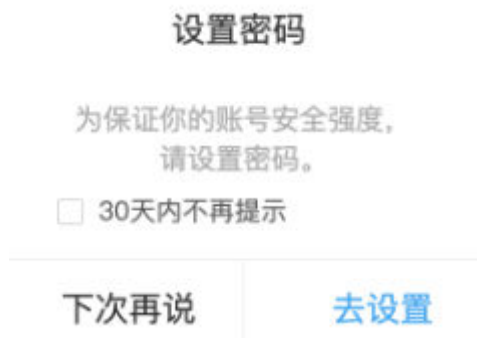 设置密码
为保证你的账号安全强度,
请设置密码。
30天内不再提示
下次再说
去设置